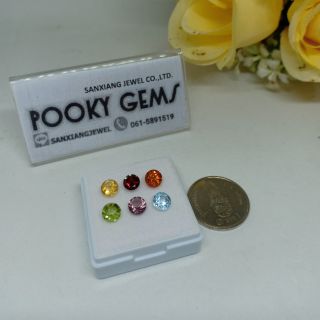 SANXIANG JEWEL CO.,LTD.
POOKY GEMS
SANXIANGJEWEL 061-5891519